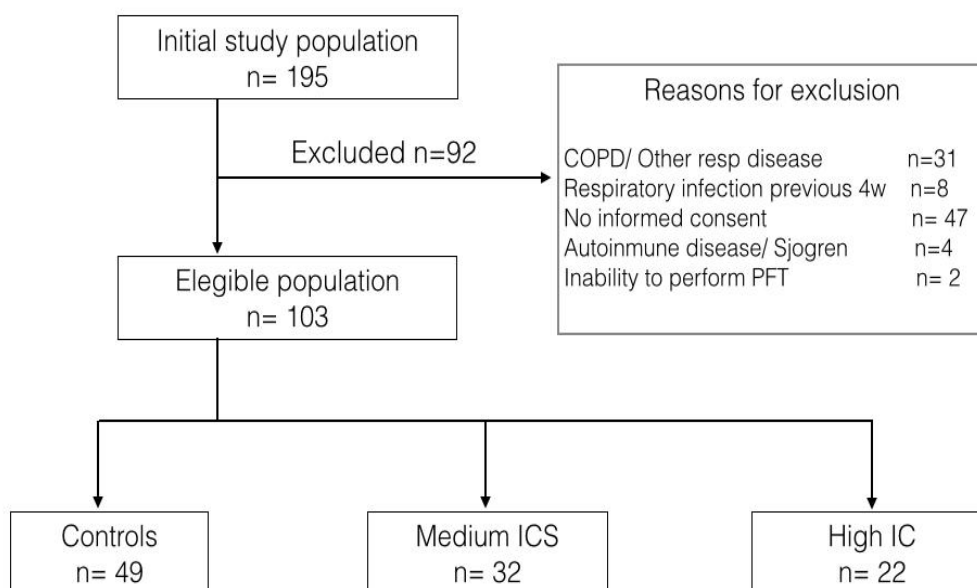 Initial study population
n= 195
Reasons for exclusion
Excluded n=92
COPD/ Other resp disease n=31
Respiratory infection previous 4w n=8
No informed consent n= 47
Autoinmune disease/ Sjogren n=4
Inability to perform PFT n= 2
Elegible population
n= 103
Controls
n= 49
Medium ICS
n= 32
High IC
n= 22